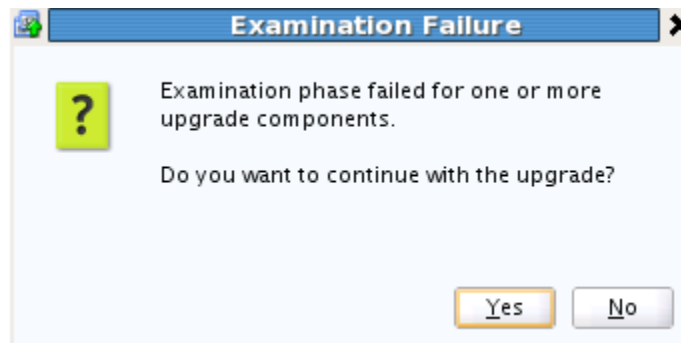 Examination Failure
?
Examination phase failed for one or more
upgrade components.
Do you want to continue with the upgrade?
Yes No